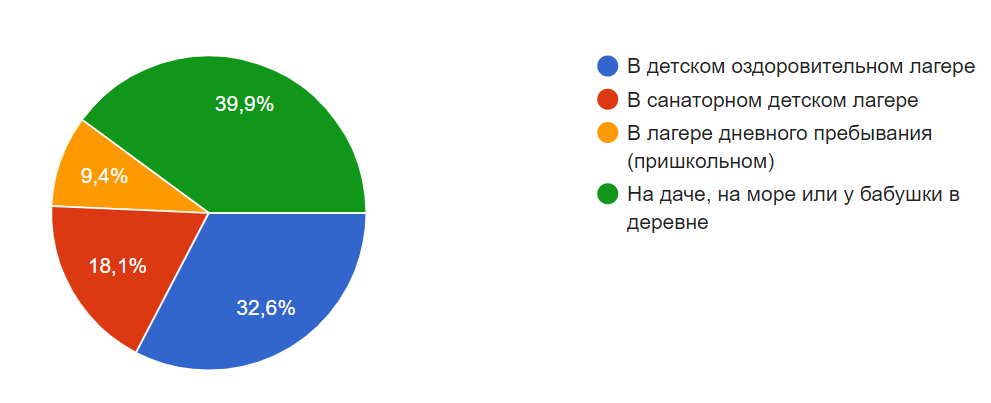 39,9%
9,4%
18,1%
32,6%
В детском оздоровительном лагере
В санаторном детском лагере
В лагере дневного пребывания
(пришкольном)
На даче, на море или у бабушки в
деревне